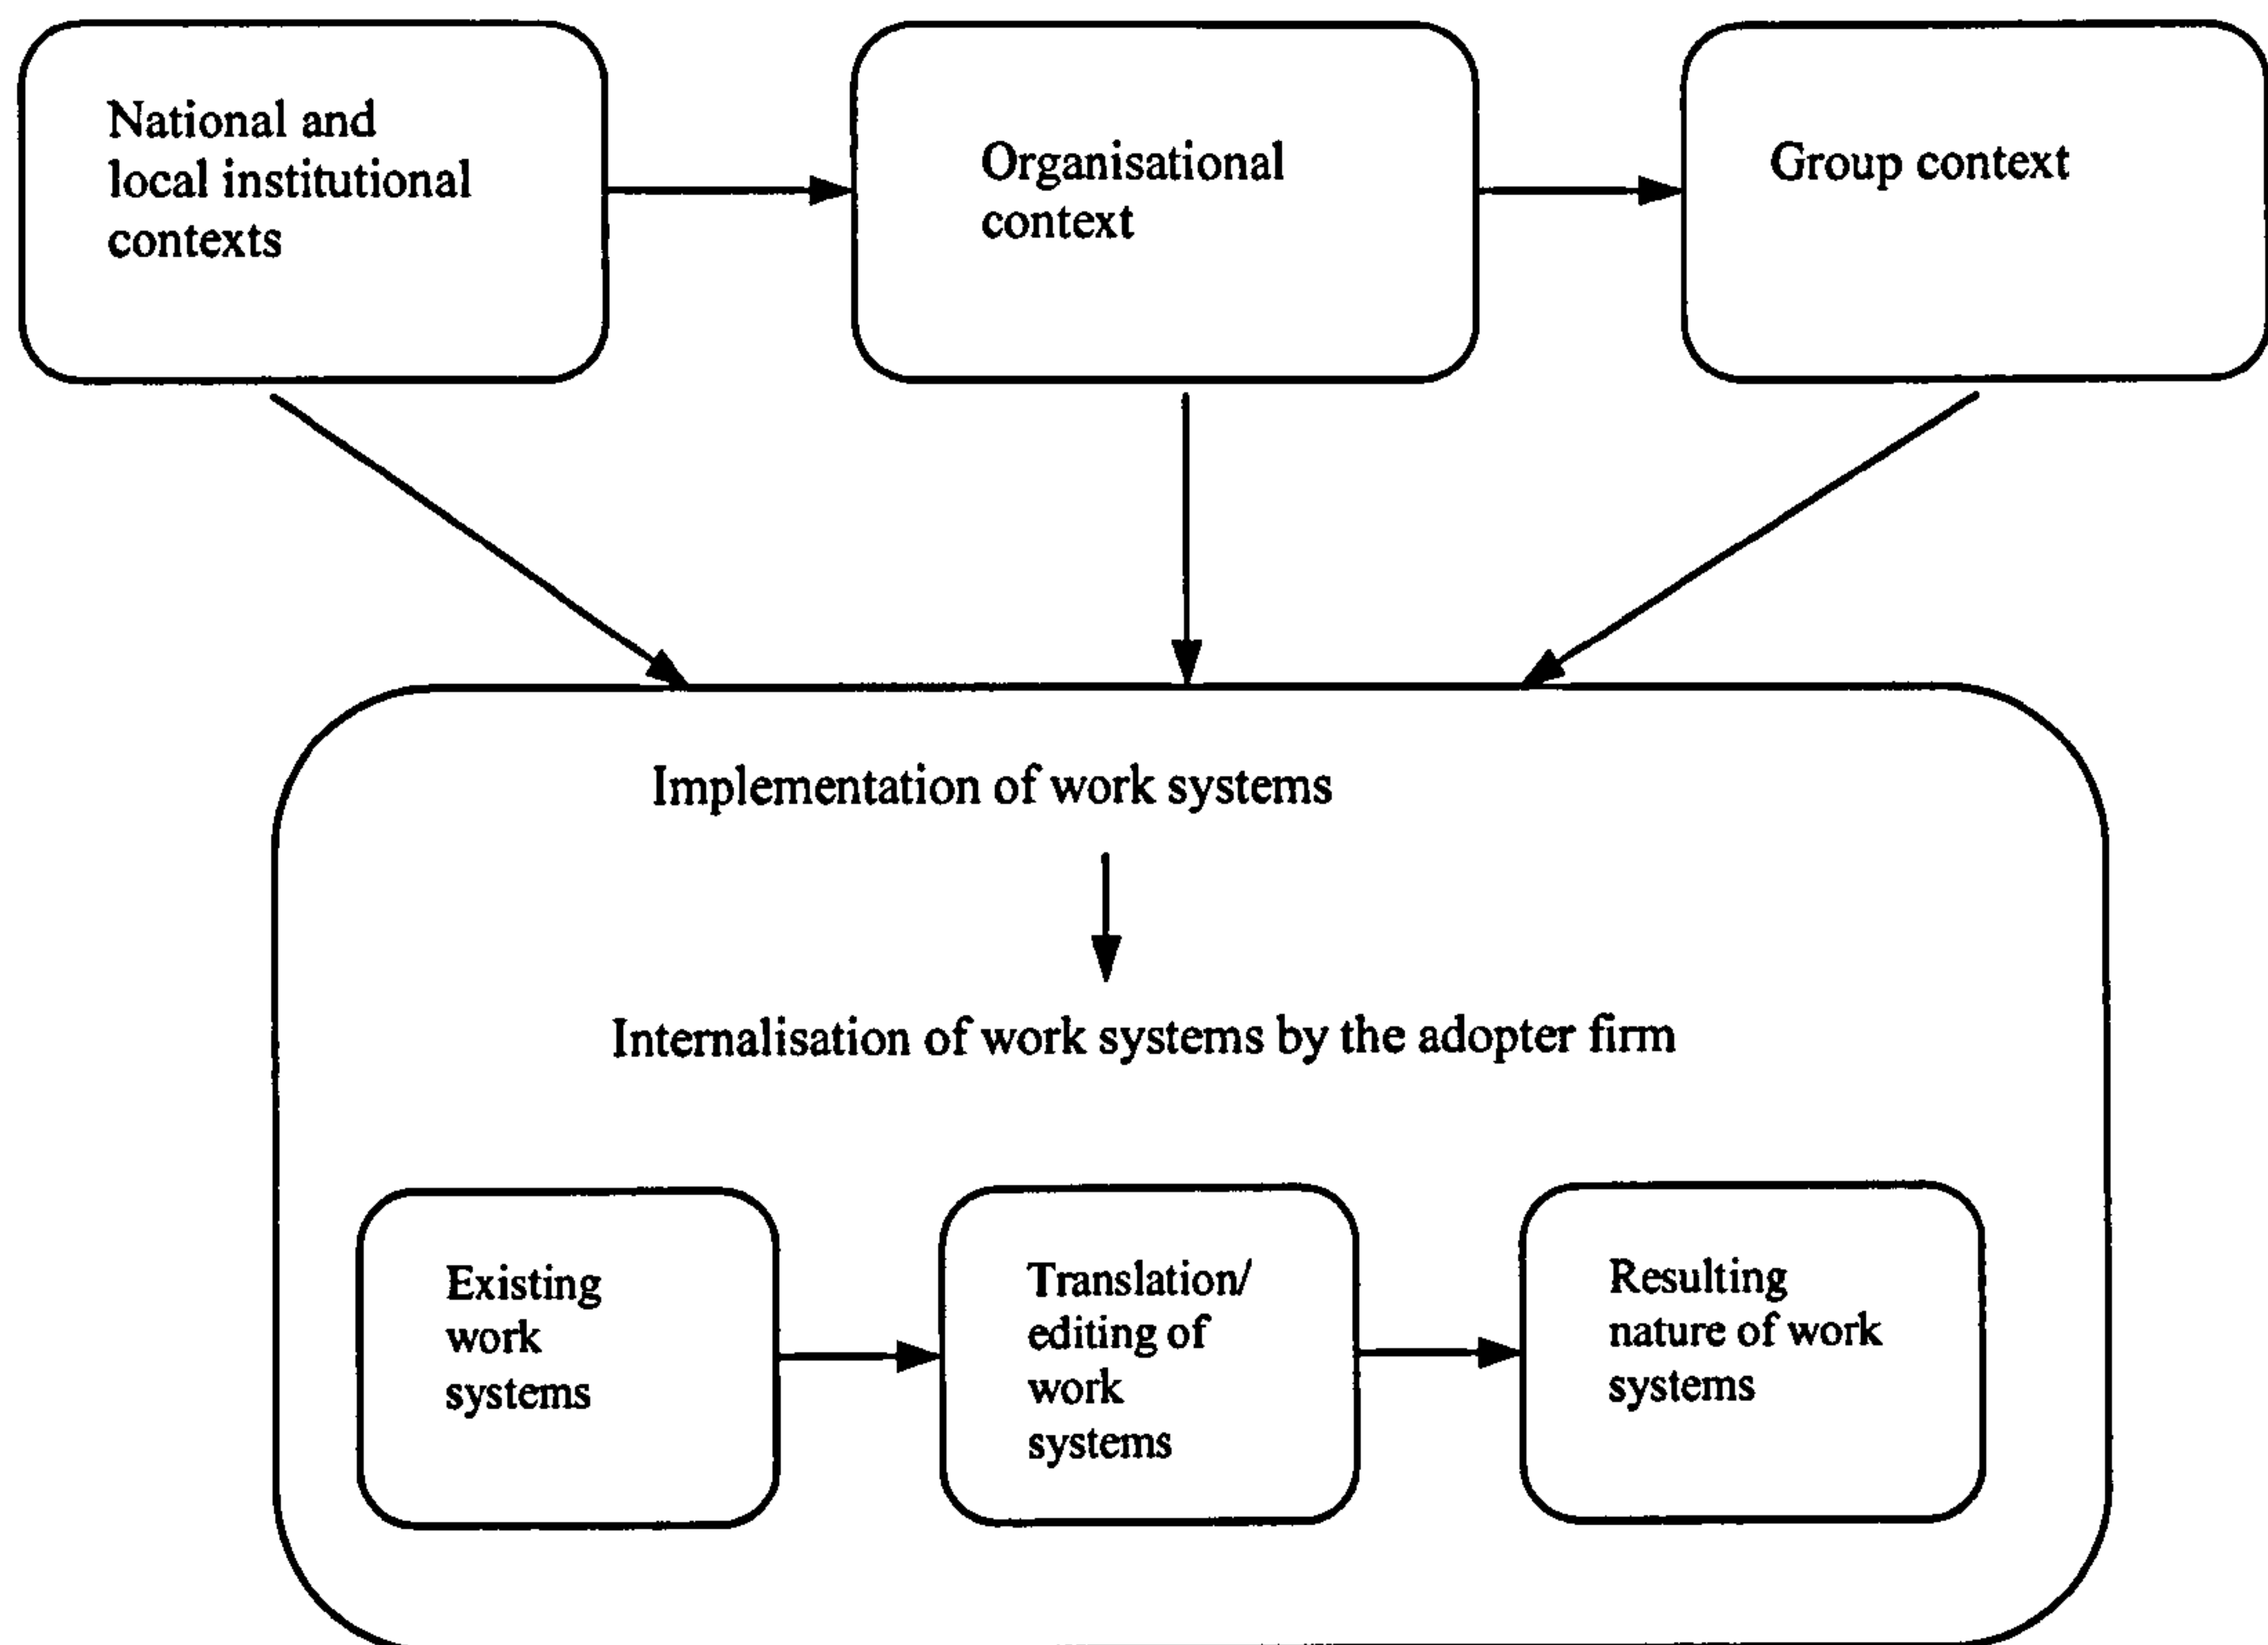 National and
local institutional
contexts
Organisational
context
Group context
Implementation of work systems
Internalisation of work systems by the adopter firm
Existing
work
systems
Translation/
editing of
work
systems
Resulting
nature of work
systems